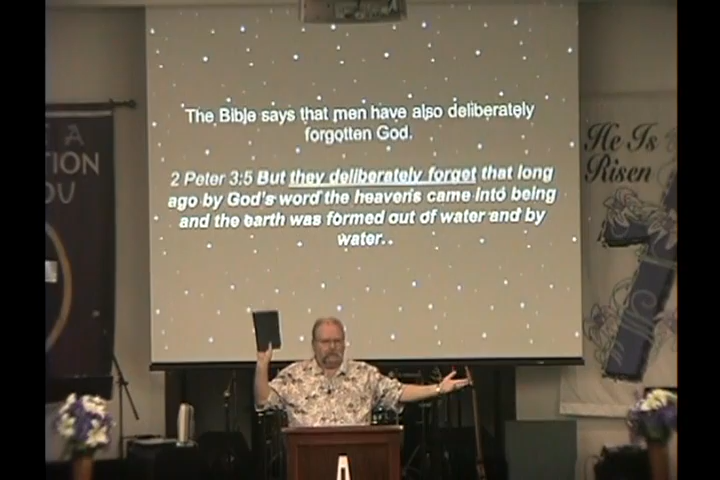 The Bible says that men have also deliberately
forgotten God.
2 Peter 3:5 But they deliberately forget that long
ago by God's word the heavens came into being
and the earth was formed out of water and by
water. .
A
TION
OU
He Is
Risen
A